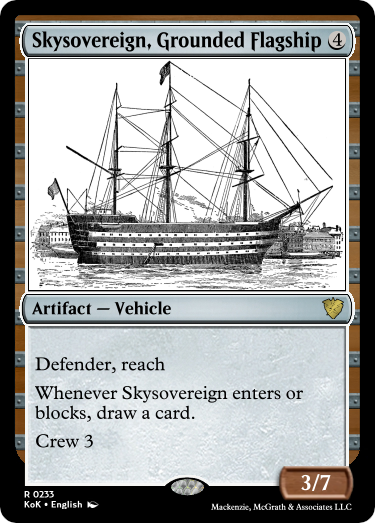 Skysovereign, Grounded Flagship 4
Artifact — Vehicle
Defender, reach
Whenever Skysovereign enters or
blocks, draw a card.
Crew 3
3/7
R 0233
KoK • English
Mackenzie, McGrath & Associates LLC